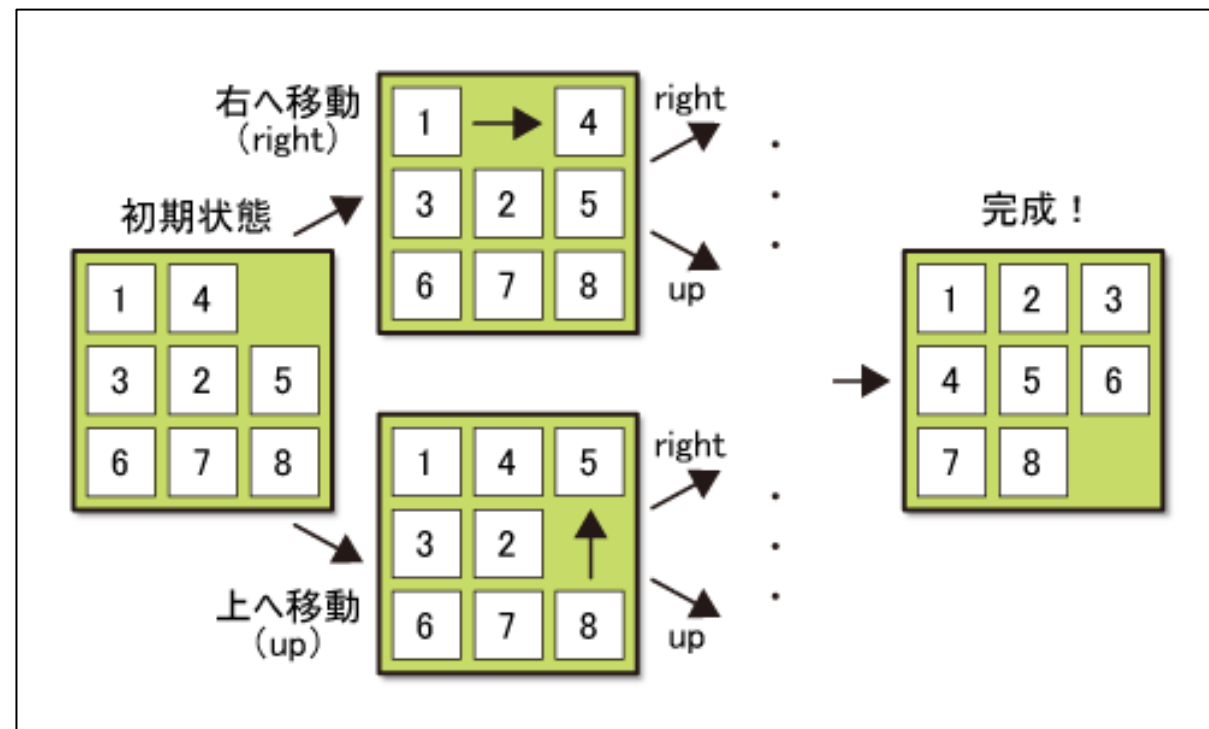 初期状態
1 4
3 2 5
6 7 8
右へ移動
（right）
1 4
3 2 5
6 7 8
right
up
上へ移動
（up）
1 4 5
3 2
6 7 8
right
up
完成！
1 2 3
4 5 6
7 8